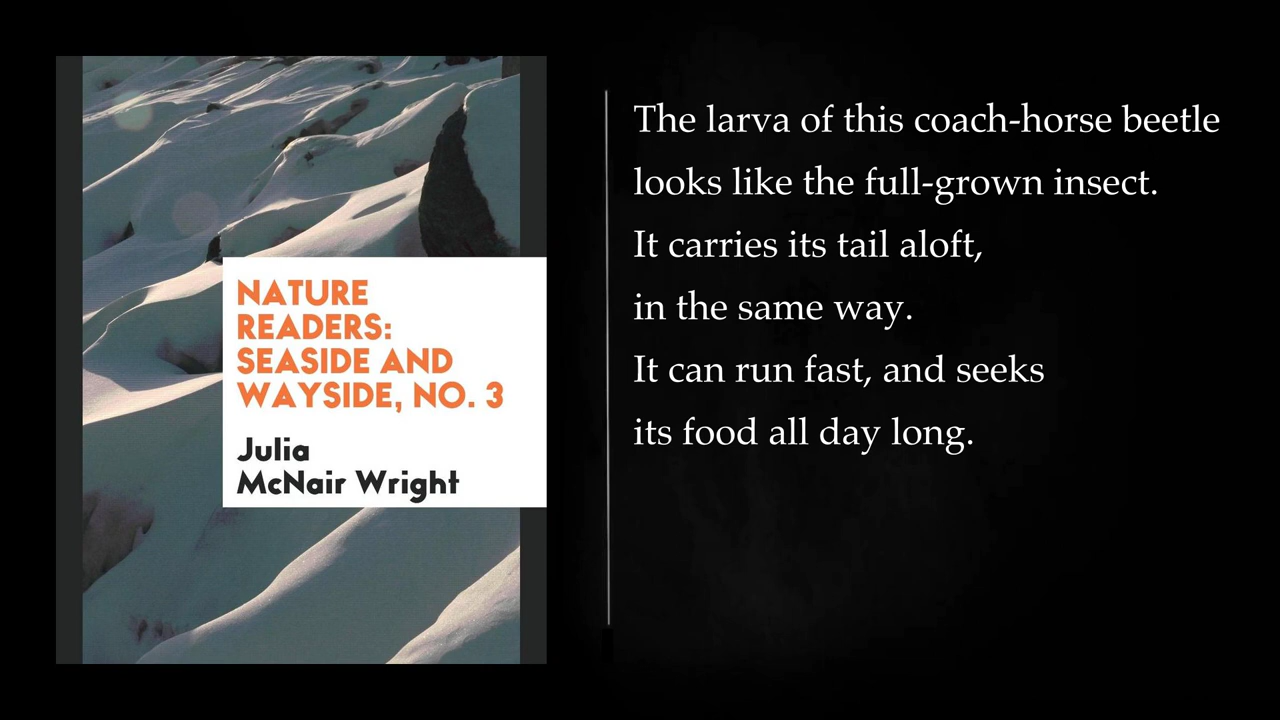 NATURE
READERS:
SEASIDE AND
WAYSIDE, NO. 3
Julia
McNair Wright
The larva of this coach-horse beetle
looks like the full-grown insect.
It carries its tail aloft,
in the same way.
It can run fast, and seeks
its food all day long.